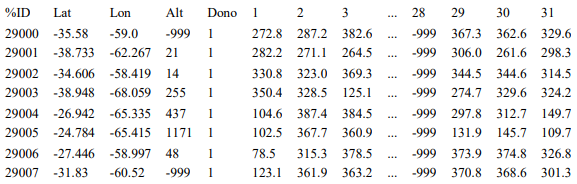 %ID Lat Lon Alt Dono 1 2 3 ... 28 29 30 31
29000 -35.58 -59.0 -999 1 272.8 287.2 382.6 ... -999 367.3 362.6 329.6
29001 -38.733 -62.267 21 1 282.2 271.1 264.5 ... -999 306.0 261.6 298.3
29002 -34.606 -58.419 14 1 330.8 323.0 369.3 ... -999 344.5 344.6 314.5
29003 -38.948 -68.059 255 1 350.4 328.5 125.1 ... -999 274.7 329.6 324.2
29004 -26.942 -65.335 437 1 104.6 387.4 384.5 ... -999 297.8 312.7 149.7
29005 -24.784 -65.415 1171 1 102.5 367.7 360.9 ... -999 131.9 145.7 109.7
29006 -27.446 -58.997 48 1 78.5 315.3 378.5 ... -999 373.9 374.8 326.8
29007 -31.83 -60.52 -999 1 123.1 361.9 363.2 ... -999 370.8 368.6 301.3